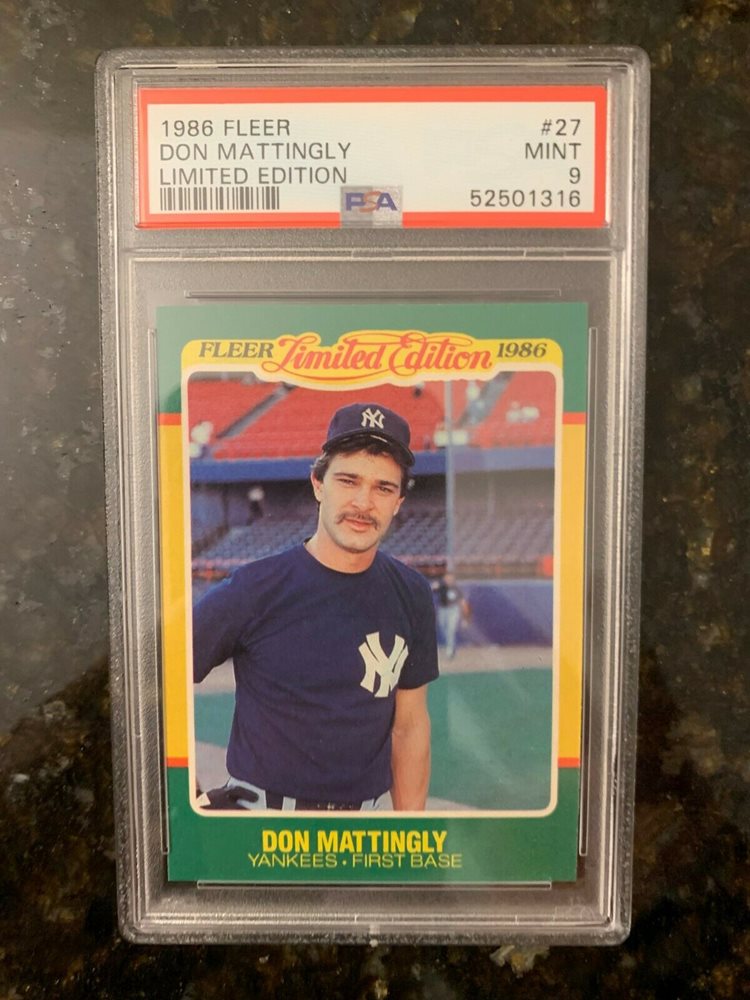 1986 FLEER #27
DON MATTINGLY MINT
LIMITED EDITION 9
PSA 52501316
FLEER Limited Edition 1986
NY
NY
DON MATTINGLY
YANKEES • FIRST BASE